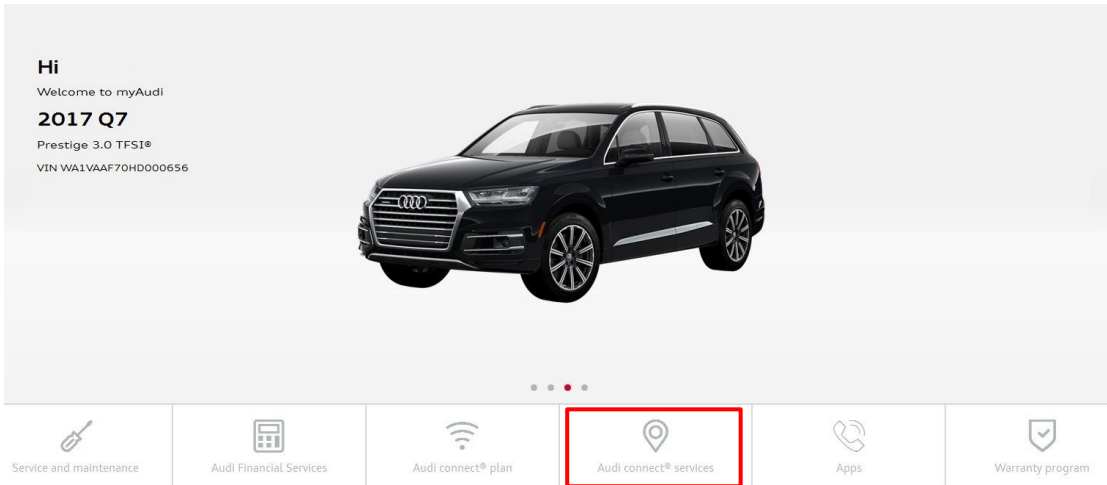 Hi
Welcome to myAudi
2017 Q7
Prestige 3.0 TFSI®
VIN WA1VAAF70HD000656
Service and maintenance
Audi Financial Services
Audi connect® plan
Audi connect® services
Apps
Warranty program